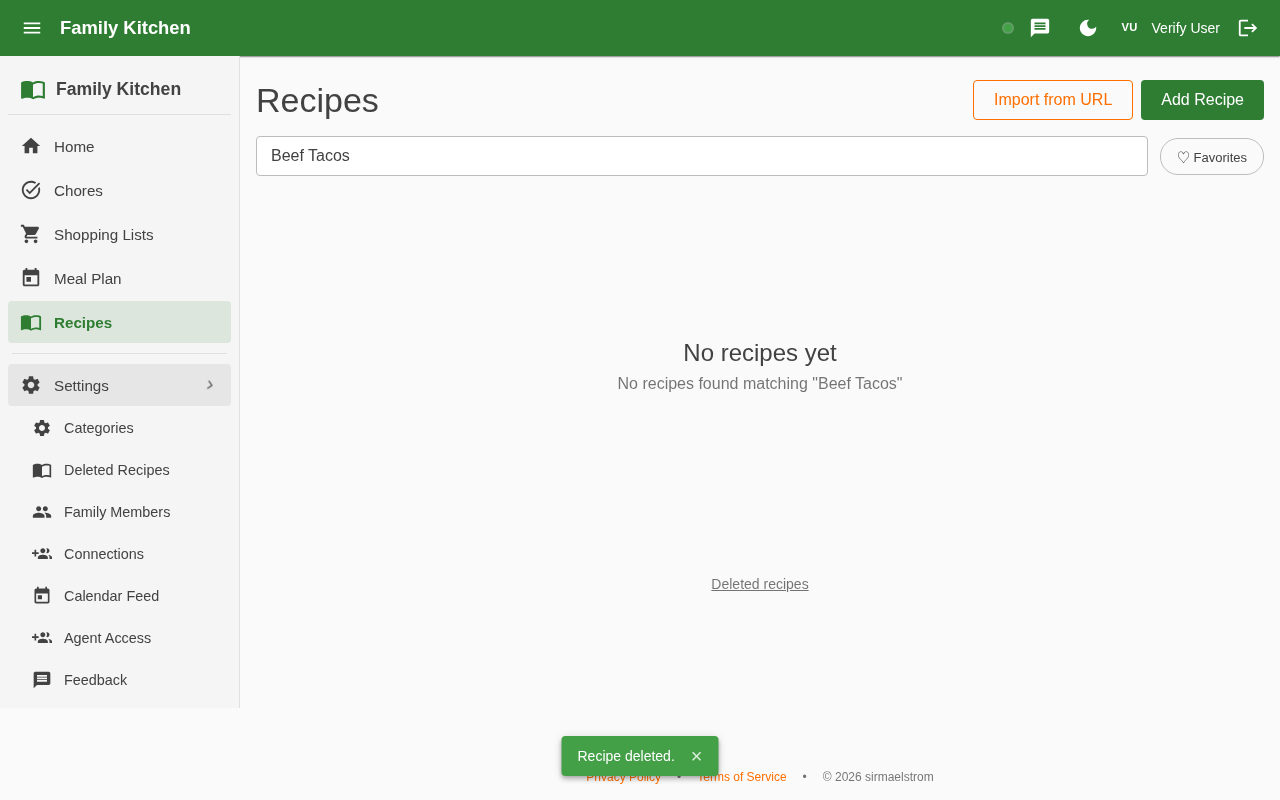 Family Kitchen
VU Verify User
Family Kitchen
Home
Chores
Shopping Lists
Meal Plan
Recipes
Settings
Categories
Deleted Recipes
Family Members
Connections
Calendar Feed
Agent Access
Feedback
Recipes
Import from URL
Add Recipe
Beef Tacos
♡ Favorites
No recipes yet
No recipes found matching "Beef Tacos"
Deleted recipes
Recipe deleted. ✕
Privacy Policy • Terms of Service • © 2026 sirmaelstrom